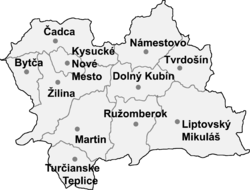 Čadca
Námestovo
Kysucké
Nové
Mesto
Tvrdošín
Bytča
Dolný Kubín
Žilina
Ružomberok
Liptovský
Mikuláš
Martin
Turčianske
Teplice